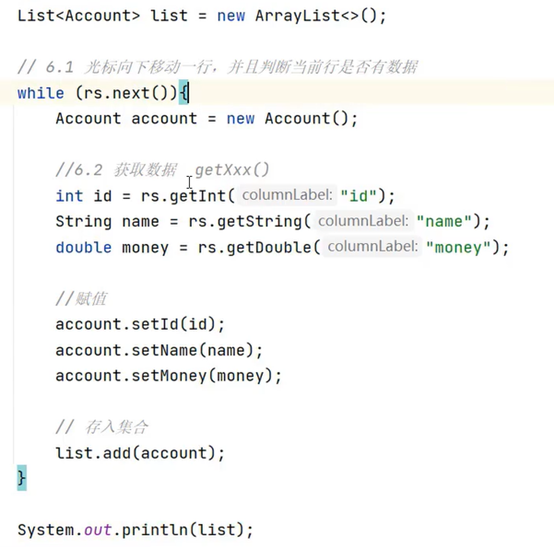 List<Account> list = new ArrayList<>();
// 6.1 光标向下移动一行，并且判断当前行是否有数据
while (rs.next()){
Account account = new Account();
//6.2 获取数据 getXxx()
int id = rs.getInt( columnLabel: "id");
String name = rs.getString( columnLabel: "name");
double money = rs.getDouble( columnLabel: "money");
//赋值
account.setId(id);
account.setName(name);
account.setMoney(money);
// 存入集合
list.add(account);
}
System.out.println(list);